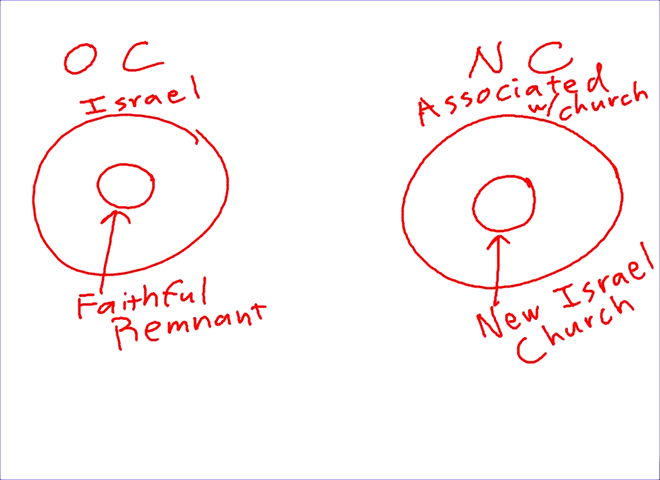 O C
Israel
Faithful
Remnant
N C
Associated
w/church
New Israel
Church